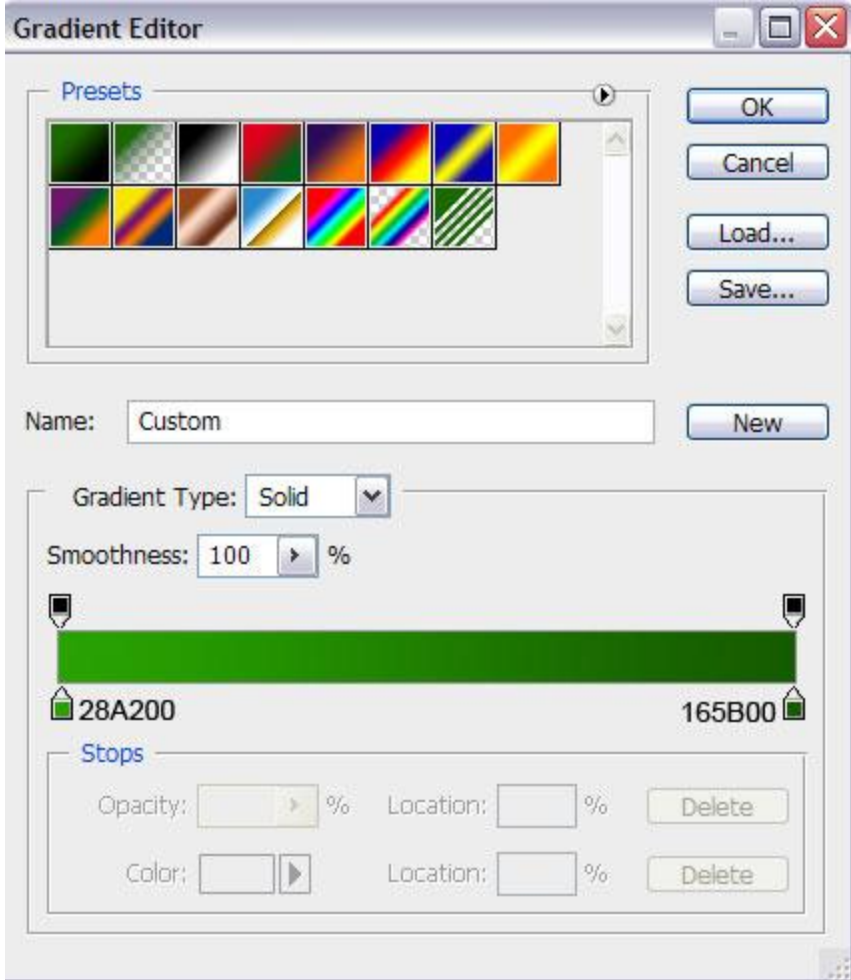 Gradient Editor
Presets
OK
Cancel
Load...
Save...
Name: Custom
New
Gradient Type: Solid
Smoothness: 100 %
28A200
165B00
Stops
Opacity: % Location: % Delete
Color: Location: % Delete